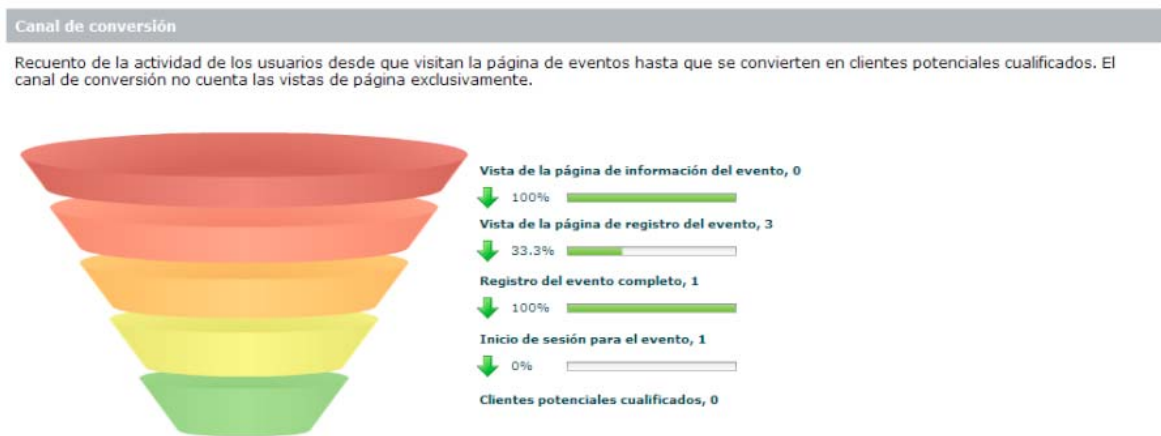 Canal de conversión
Recuento de la actividad de los usuarios desde que visitan la página de eventos hasta que se convierten en clientes potenciales cualificados. El
canal de conversión no cuenta las vistas de página exclusivamente.
Vista de la página de información del evento, 0
100%
Vista de la página de registro del evento, 3
33.3%
Registro del evento completo, 1
100%
Inicio de sesión para el evento, 1
0%
Clientes potenciales cualificados, 0